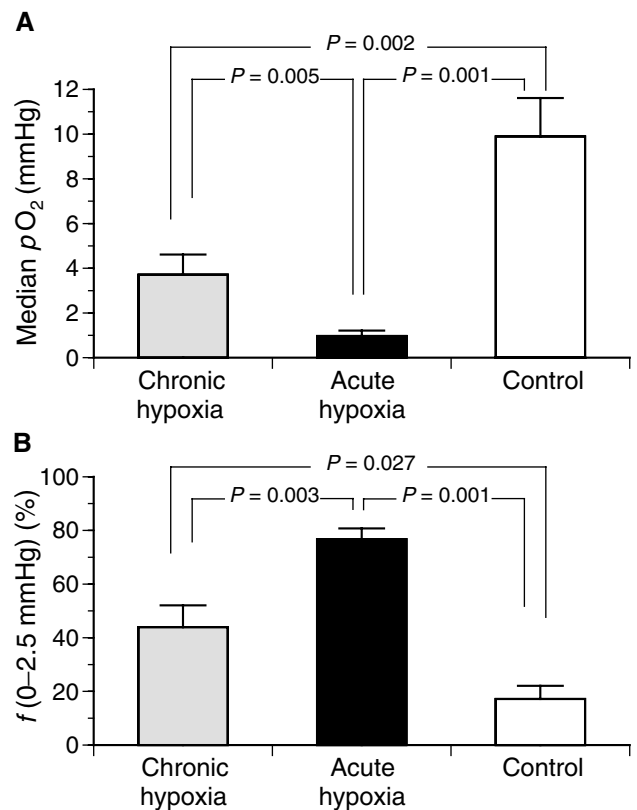 A
P = 0.002
P = 0.005
P = 0.001
Median pO₂ (mmHg)
12
10
8
6
4
2
0
Chronic hypoxia
Acute hypoxia
Control
B
P = 0.027
P = 0.003
P = 0.001
f (0–2.5 mmHg) (%)
100
80
60
40
20
0
Chronic hypoxia
Acute hypoxia
Control